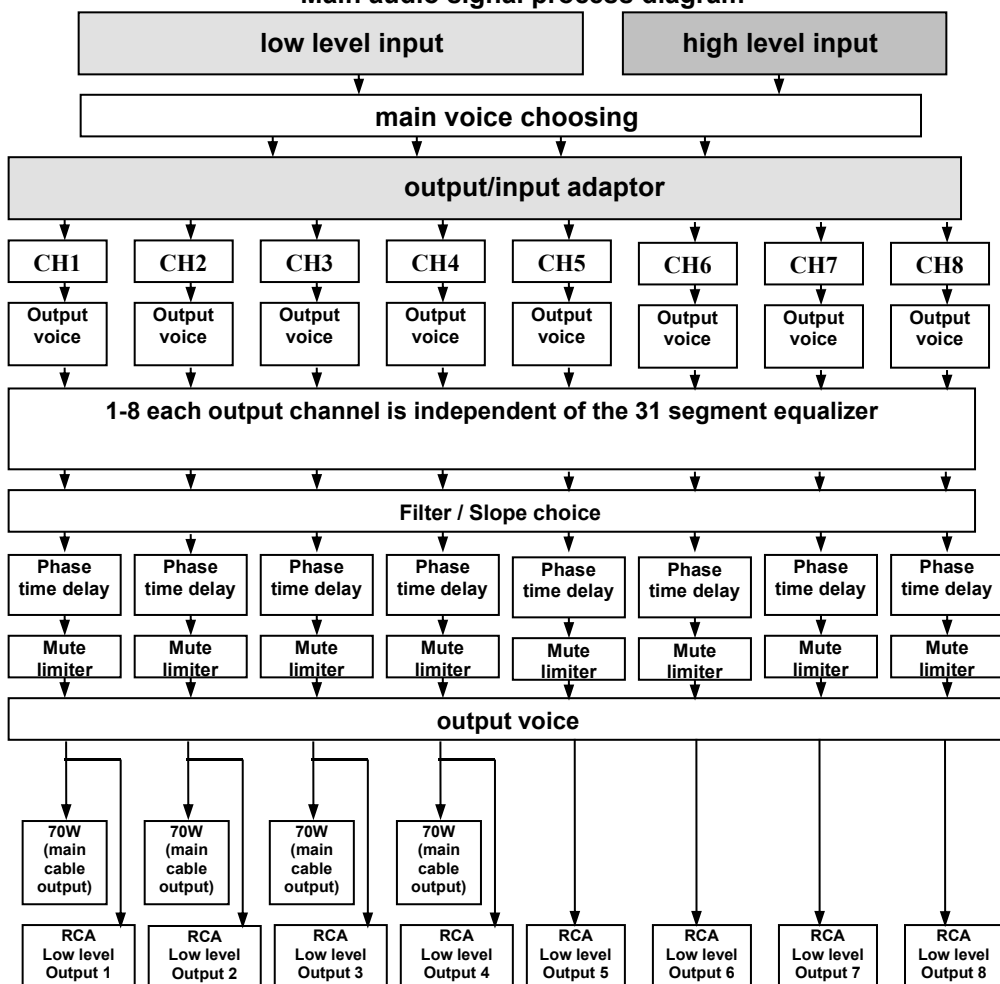 Main audio signal process diagram
low level input high level input
main voice choosing
output/input adaptor
CH1 CH2 CH3 CH4 CH5 CH6 CH7 CH8
Output Output Output Output Output Output Output Output
voice voice voice voice voice voice voice voice
1-8 each output channel is independent of the 31 segment equalizer
Filter / Slope choice
Phase Phase Phase Phase Phase Phase Phase Phase
time delay time delay time delay time delay time delay time delay time delay time delay
Mute Mute Mute Mute Mute Mute Mute Mute
limiter limiter limiter limiter limiter limiter limiter limiter
output voice
70W 70W 70W 70W
(main (main (main (main
cable cable cable cable
output) output) output) output)
RCA RCA RCA RCA RCA RCA RCA RCA
Low level Low level Low level Low level Low level Low level Low level Low level
Output 1 Output 2 Output 3 Output 4 Output 5 Output 6 Output 7 Output 8